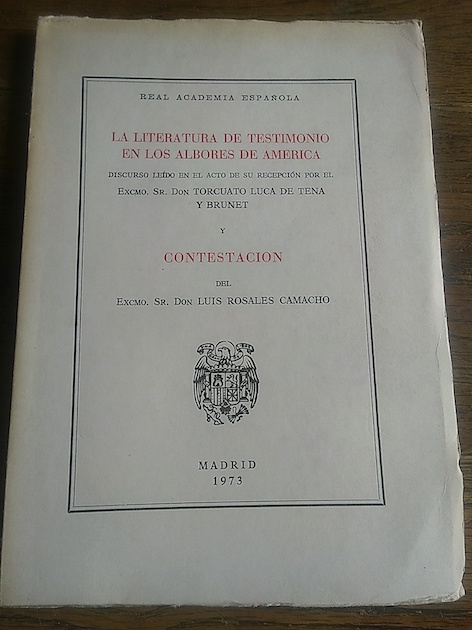 REAL ACADEMIA ESPAÑOLA
LA LITERATURA DE TESTIMONIO
EN LOS ALBORES DE AMERICA
DISCURSO LEÍDO EN EL ACTO DE SU RECEPCIÓN POR EL
EXCMO. SR. DON TORCUATO LUCA DE TENA
Y BRUNET
Y
CONTESTACION
DEL
EXCMO. SR. DON LUIS ROSALES CAMACHO
MADRID
1973